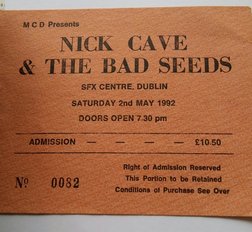 MCD Presents
NICK CAVE
& THE BAD SEEDS
SFX CENTRE, DUBLIN
SATURDAY 2nd MAY 1992
DOORS OPEN 7.30 pm
ADMISSION — — — — £10·50
Right of Admission Reserved
This Portion to be Retained
Conditions of Purchase See Over
Nº 0082